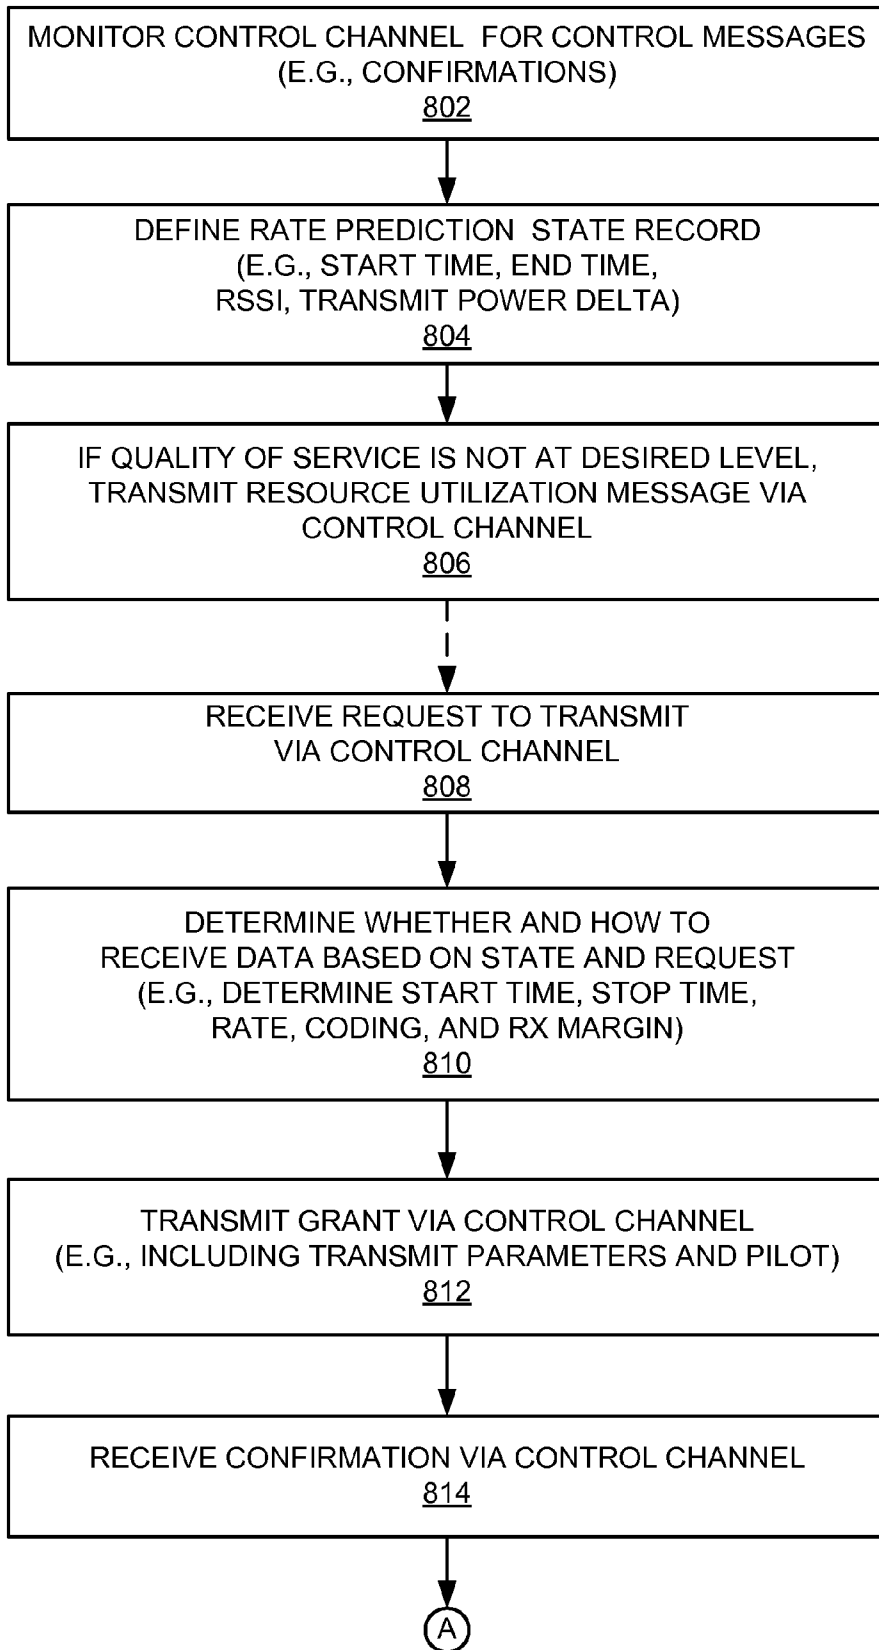 MONITOR CONTROL CHANNEL FOR CONTROL MESSAGES
(E.G., CONFIRMATIONS)
802
DEFINE RATE PREDICTION STATE RECORD
(E.G., START TIME, END TIME,
RSSI, TRANSMIT POWER DELTA)
804
IF QUALITY OF SERVICE IS NOT AT DESIRED LEVEL,
TRANSMIT RESOURCE UTILIZATION MESSAGE VIA
CONTROL CHANNEL
806
RECEIVE REQUEST TO TRANSMIT
VIA CONTROL CHANNEL
808
DETERMINE WHETHER AND HOW TO
RECEIVE DATA BASED ON STATE AND REQUEST
(E.G., DETERMINE START TIME, STOP TIME,
RATE, CODING, AND RX MARGIN)
810
TRANSMIT GRANT VIA CONTROL CHANNEL
(E.G., INCLUDING TRANSMIT PARAMETERS AND PILOT)
812
RECEIVE CONFIRMATION VIA CONTROL CHANNEL
814
A